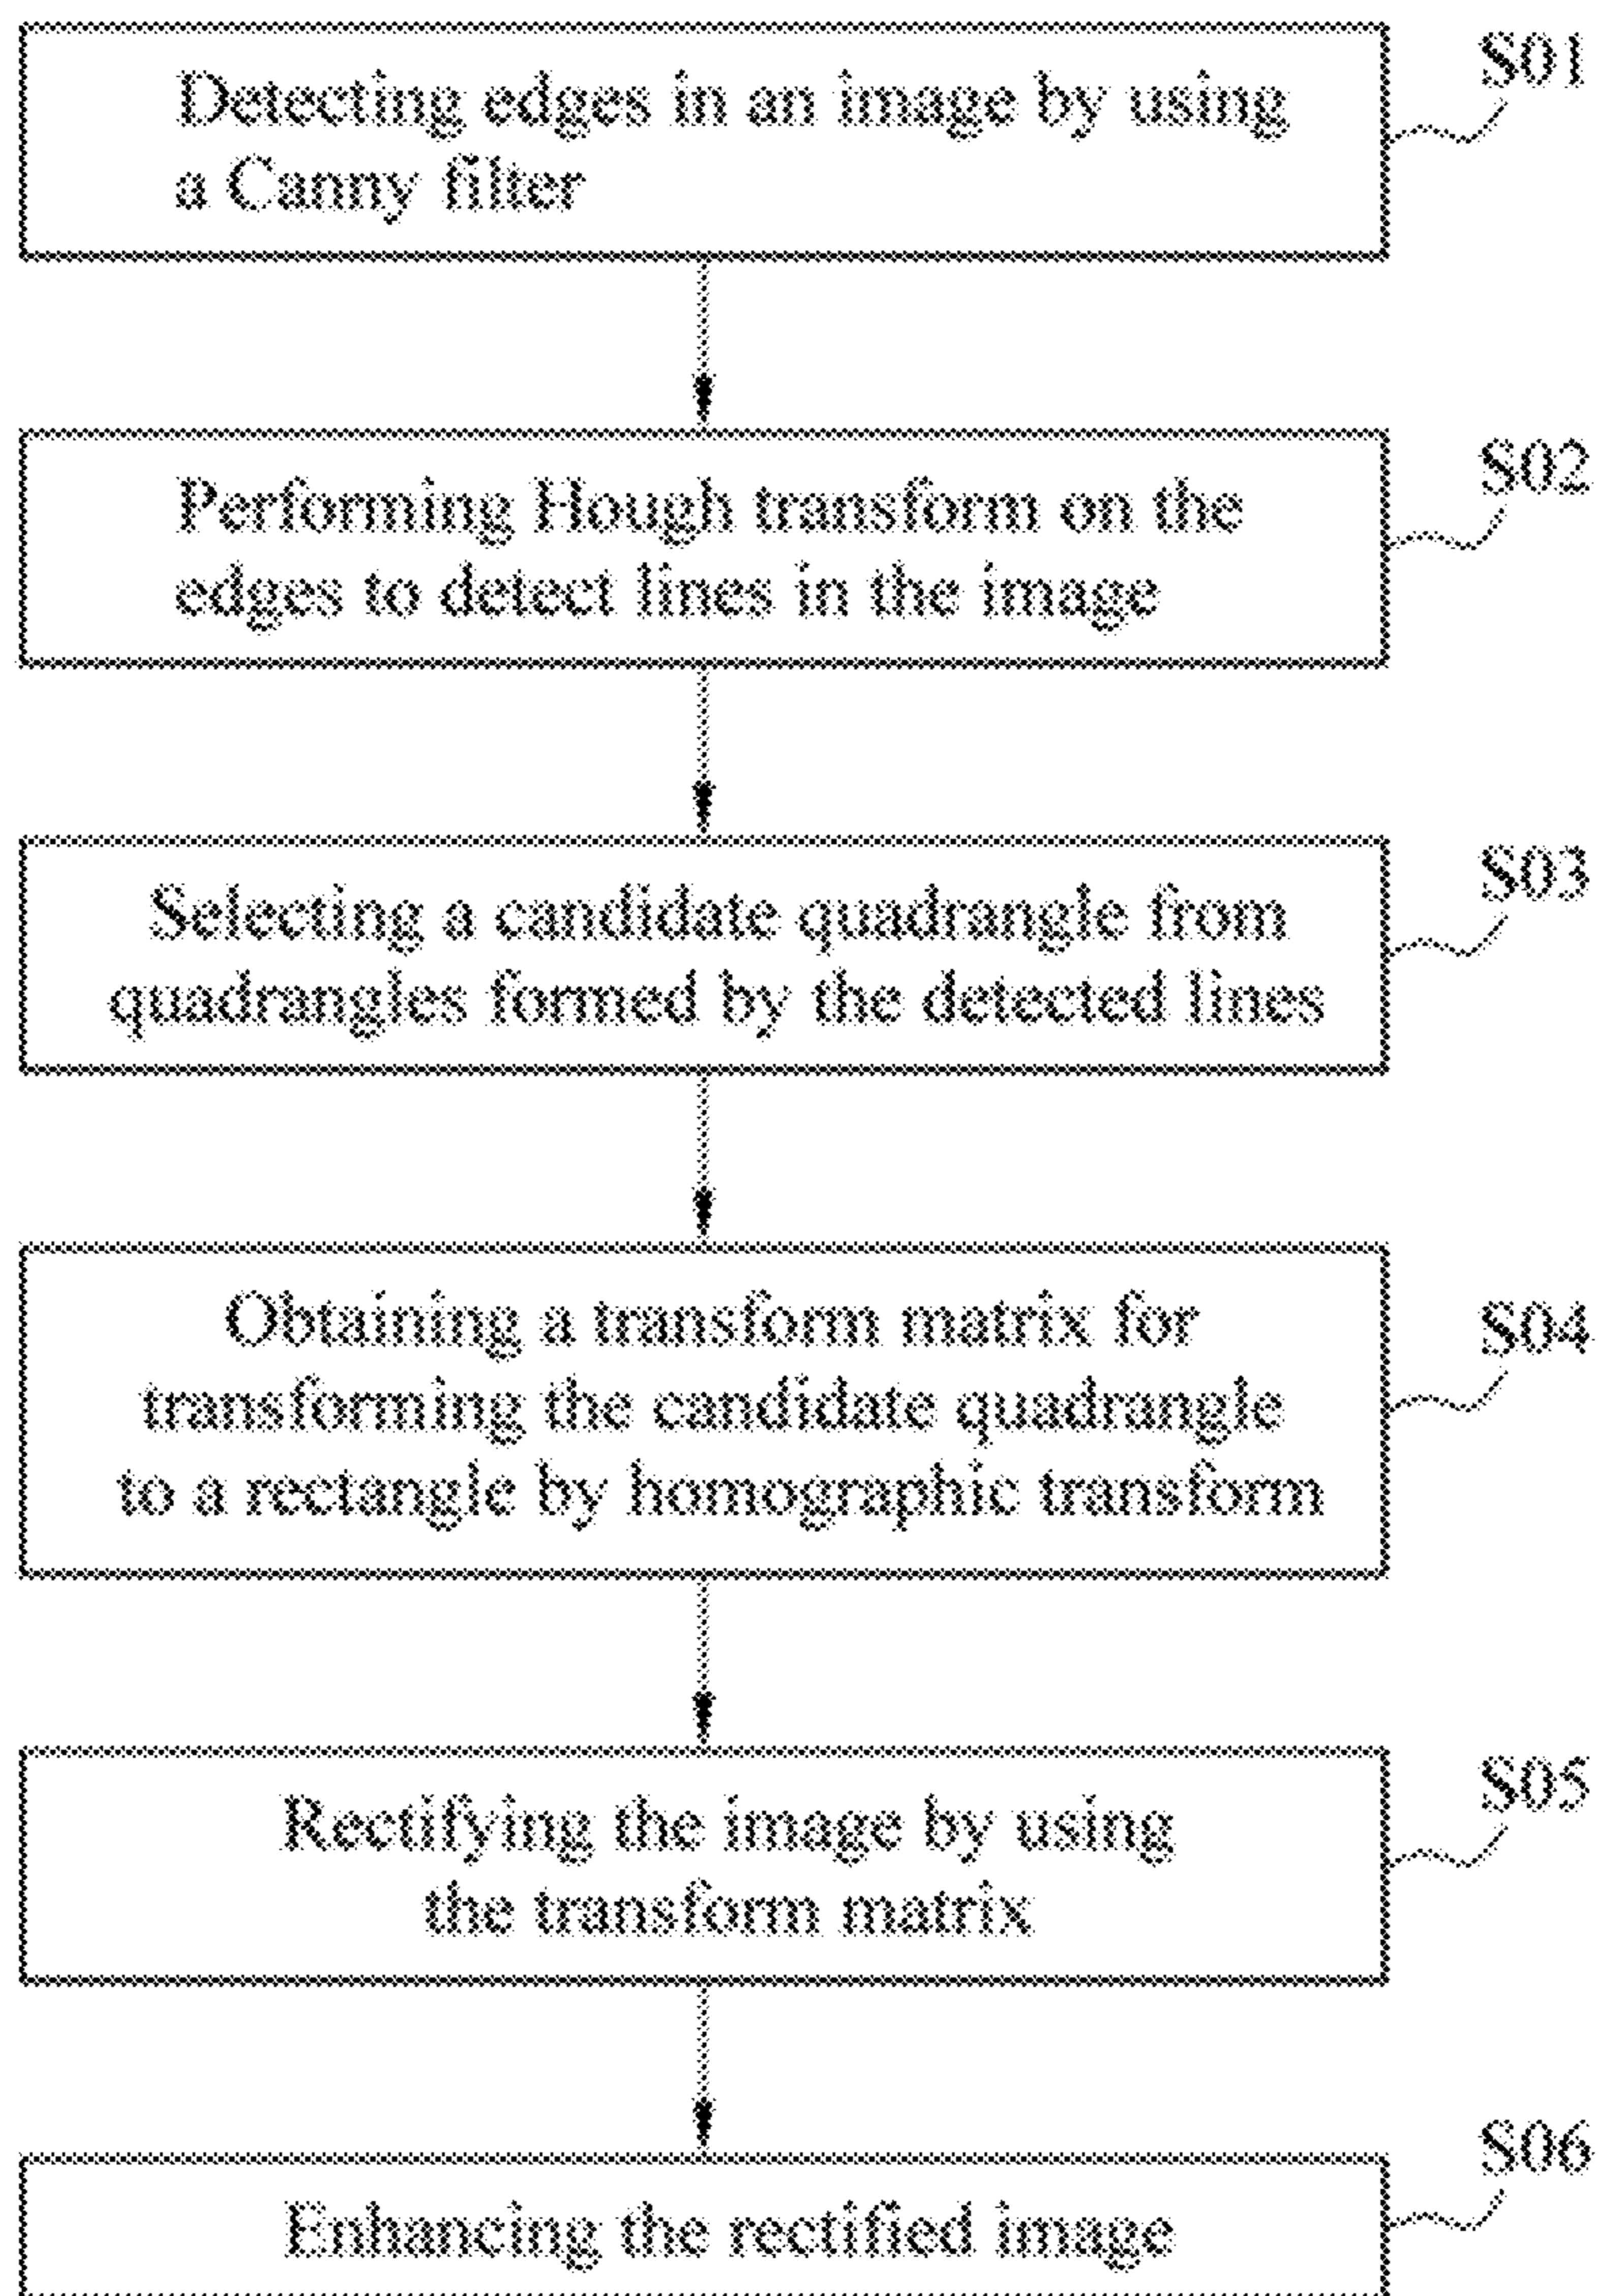 Detecting edges in an image by using
a Canny filter
S01
Performing Hough transform on the
edges to detect lines in the image
S02
Selecting a candidate quadrangle from
quadrangles formed by the detected lines
S03
Obtaining a transform matrix for
transforming the candidate quadrangle
to a rectangle by homographic transform
S04
Rectifying the image by using
the transform matrix
S05
Enhancing the rectified image
S06